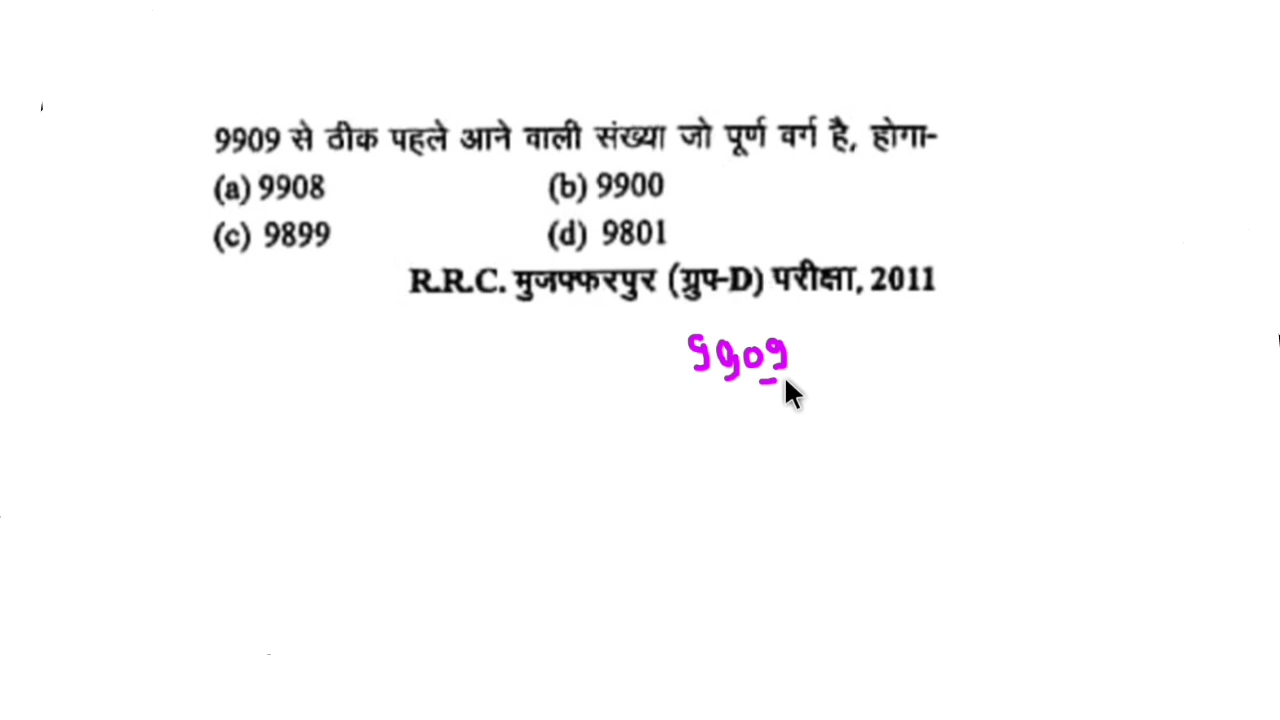 9909 से ठीक पहले आने वाली संख्या जो पूर्ण वर्ग है, होगा-
(a) 9908 (b) 9900
(c) 9899 (d) 9801
R.R.C. मुजफ्फरपुर (ग्रुप-D) परीक्षा, 2011
9909